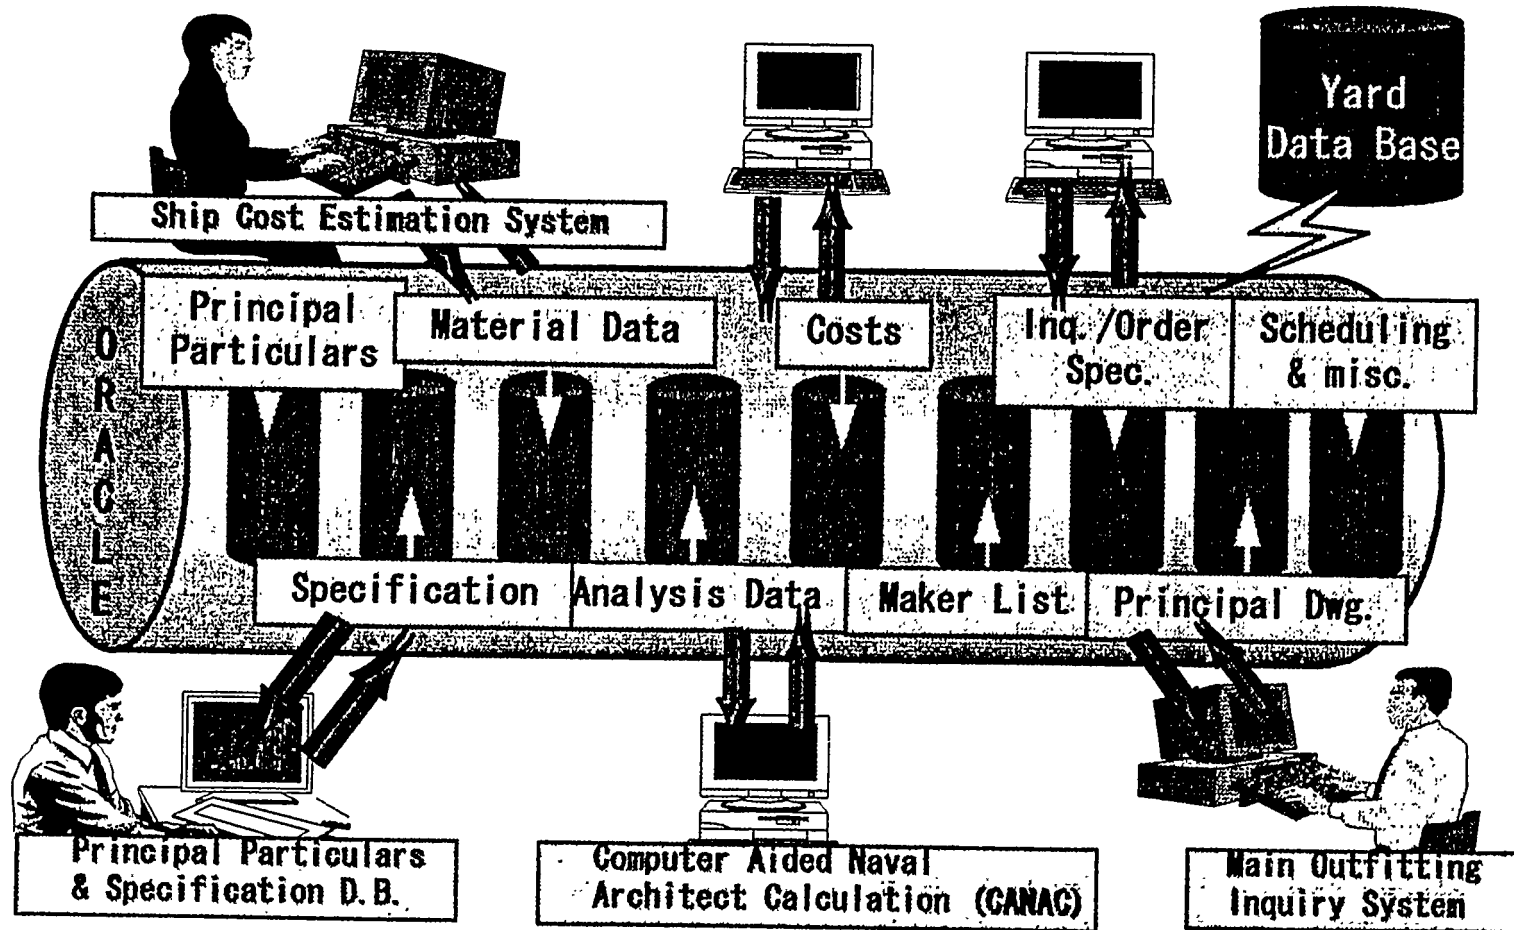 Yard
Data Base
Ship Cost Estimation System
ORACLE
Principal
Particulars
Material Data
Costs
Inq./Order
Spec.
Scheduling
& misc.
Specification
Analysis Data
Maker List
Principal Dwg.
Principal Particulars
& Specification D.B.
Computer Aided Naval
Architect Calculation (CANAC)
Main Outfitting
Inquiry System